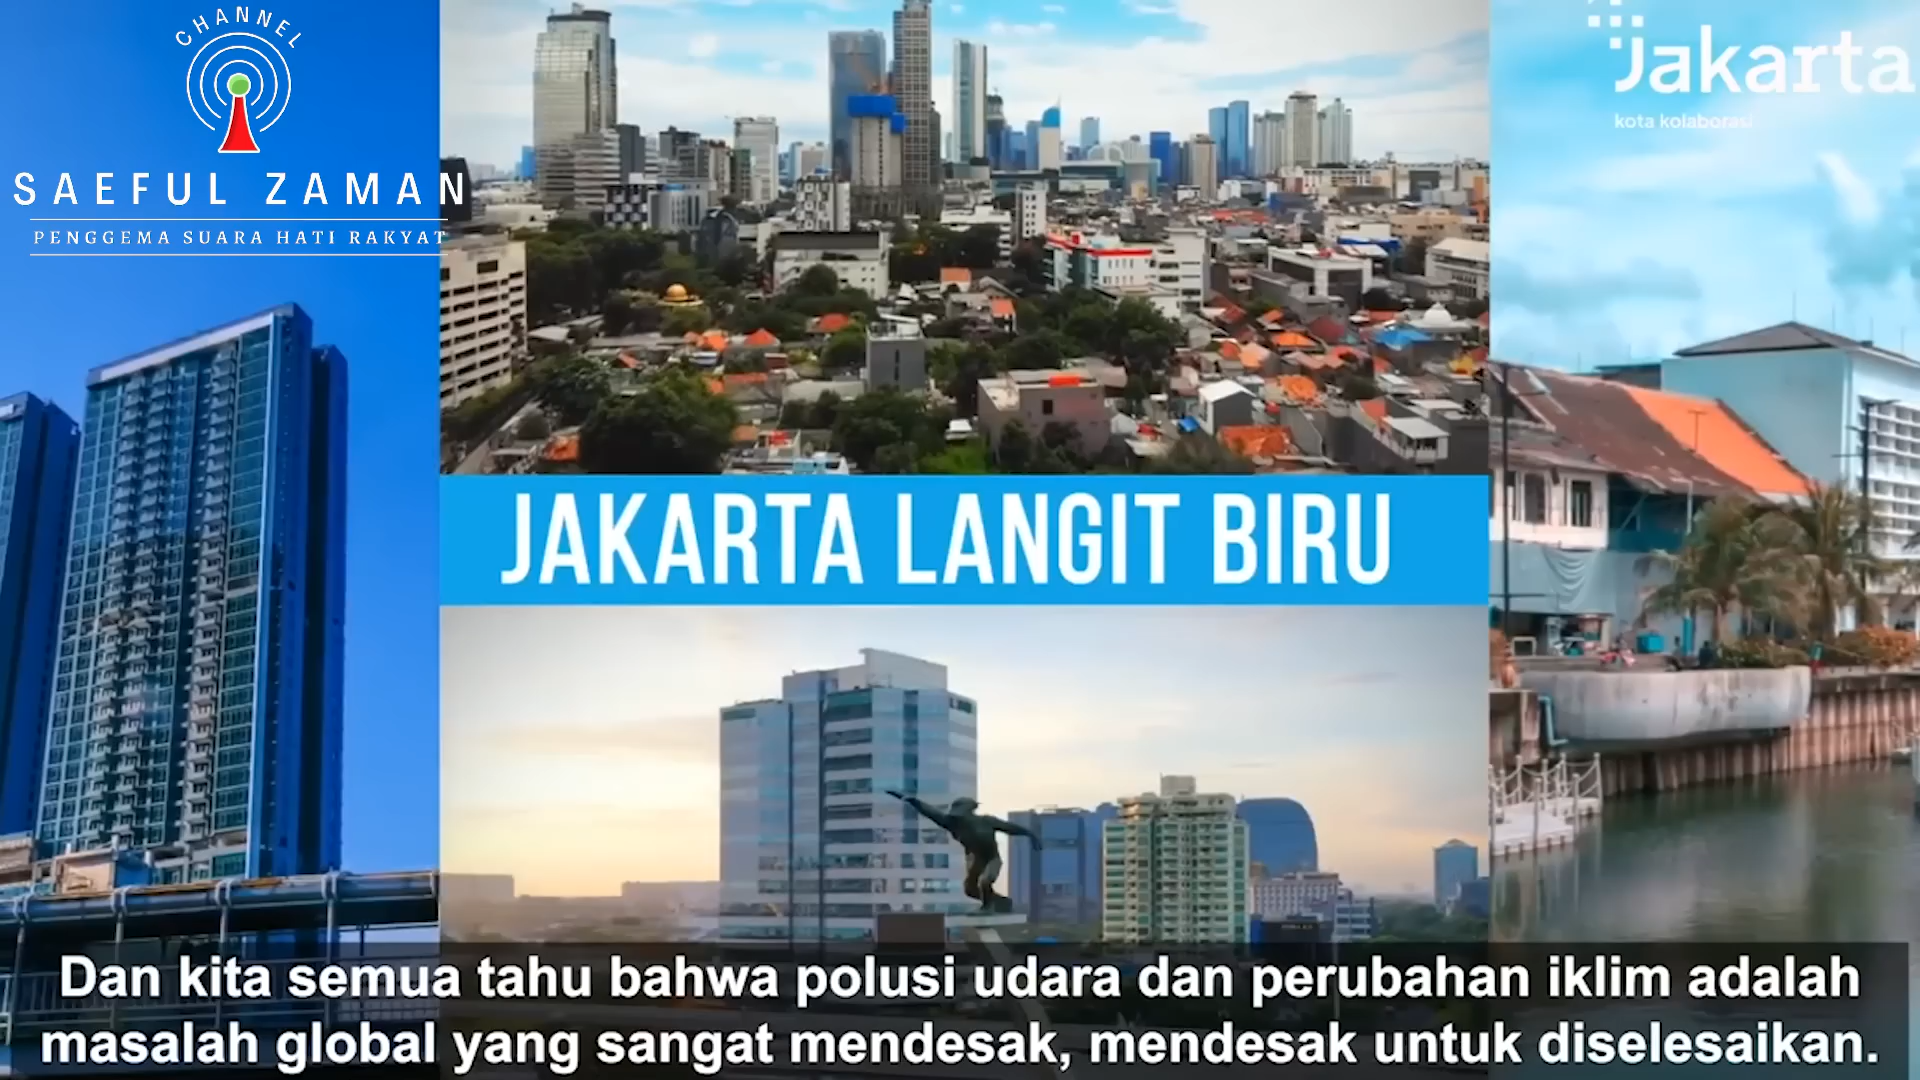 CHANNEL
SAEFUL ZAMAN
PENGGEMA SUARA HATI RAKYAT
Jakarta
kota kolaborasi
JAKARTA LANGIT BIRU
Dan kita semua tahu bahwa polusi udara dan perubahan iklim adalah
masalah global yang sangat mendesak, mendesak untuk diselesaikan.